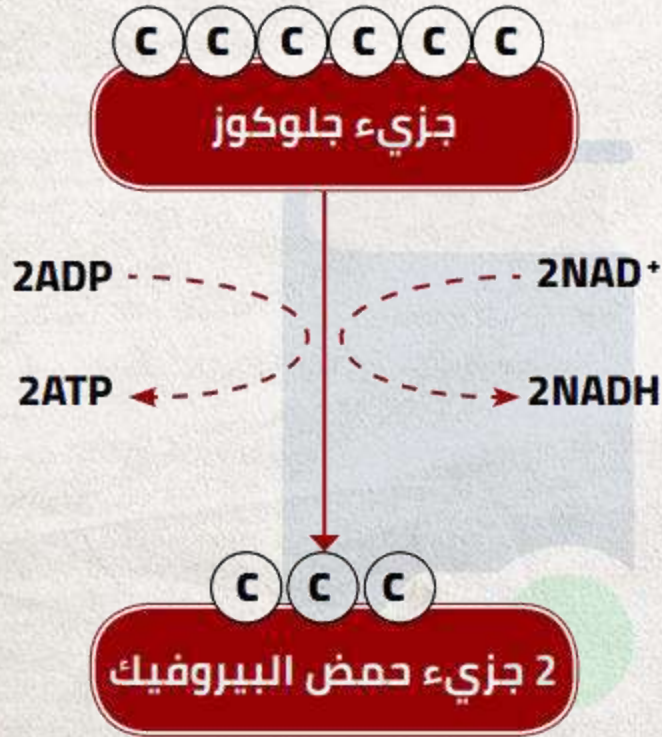 C C C C C C
جزيء جلوكوز
2ADP 2NAD⁺
2ATP 2NADH
C C C
2 جزيء حمض البيروفيك